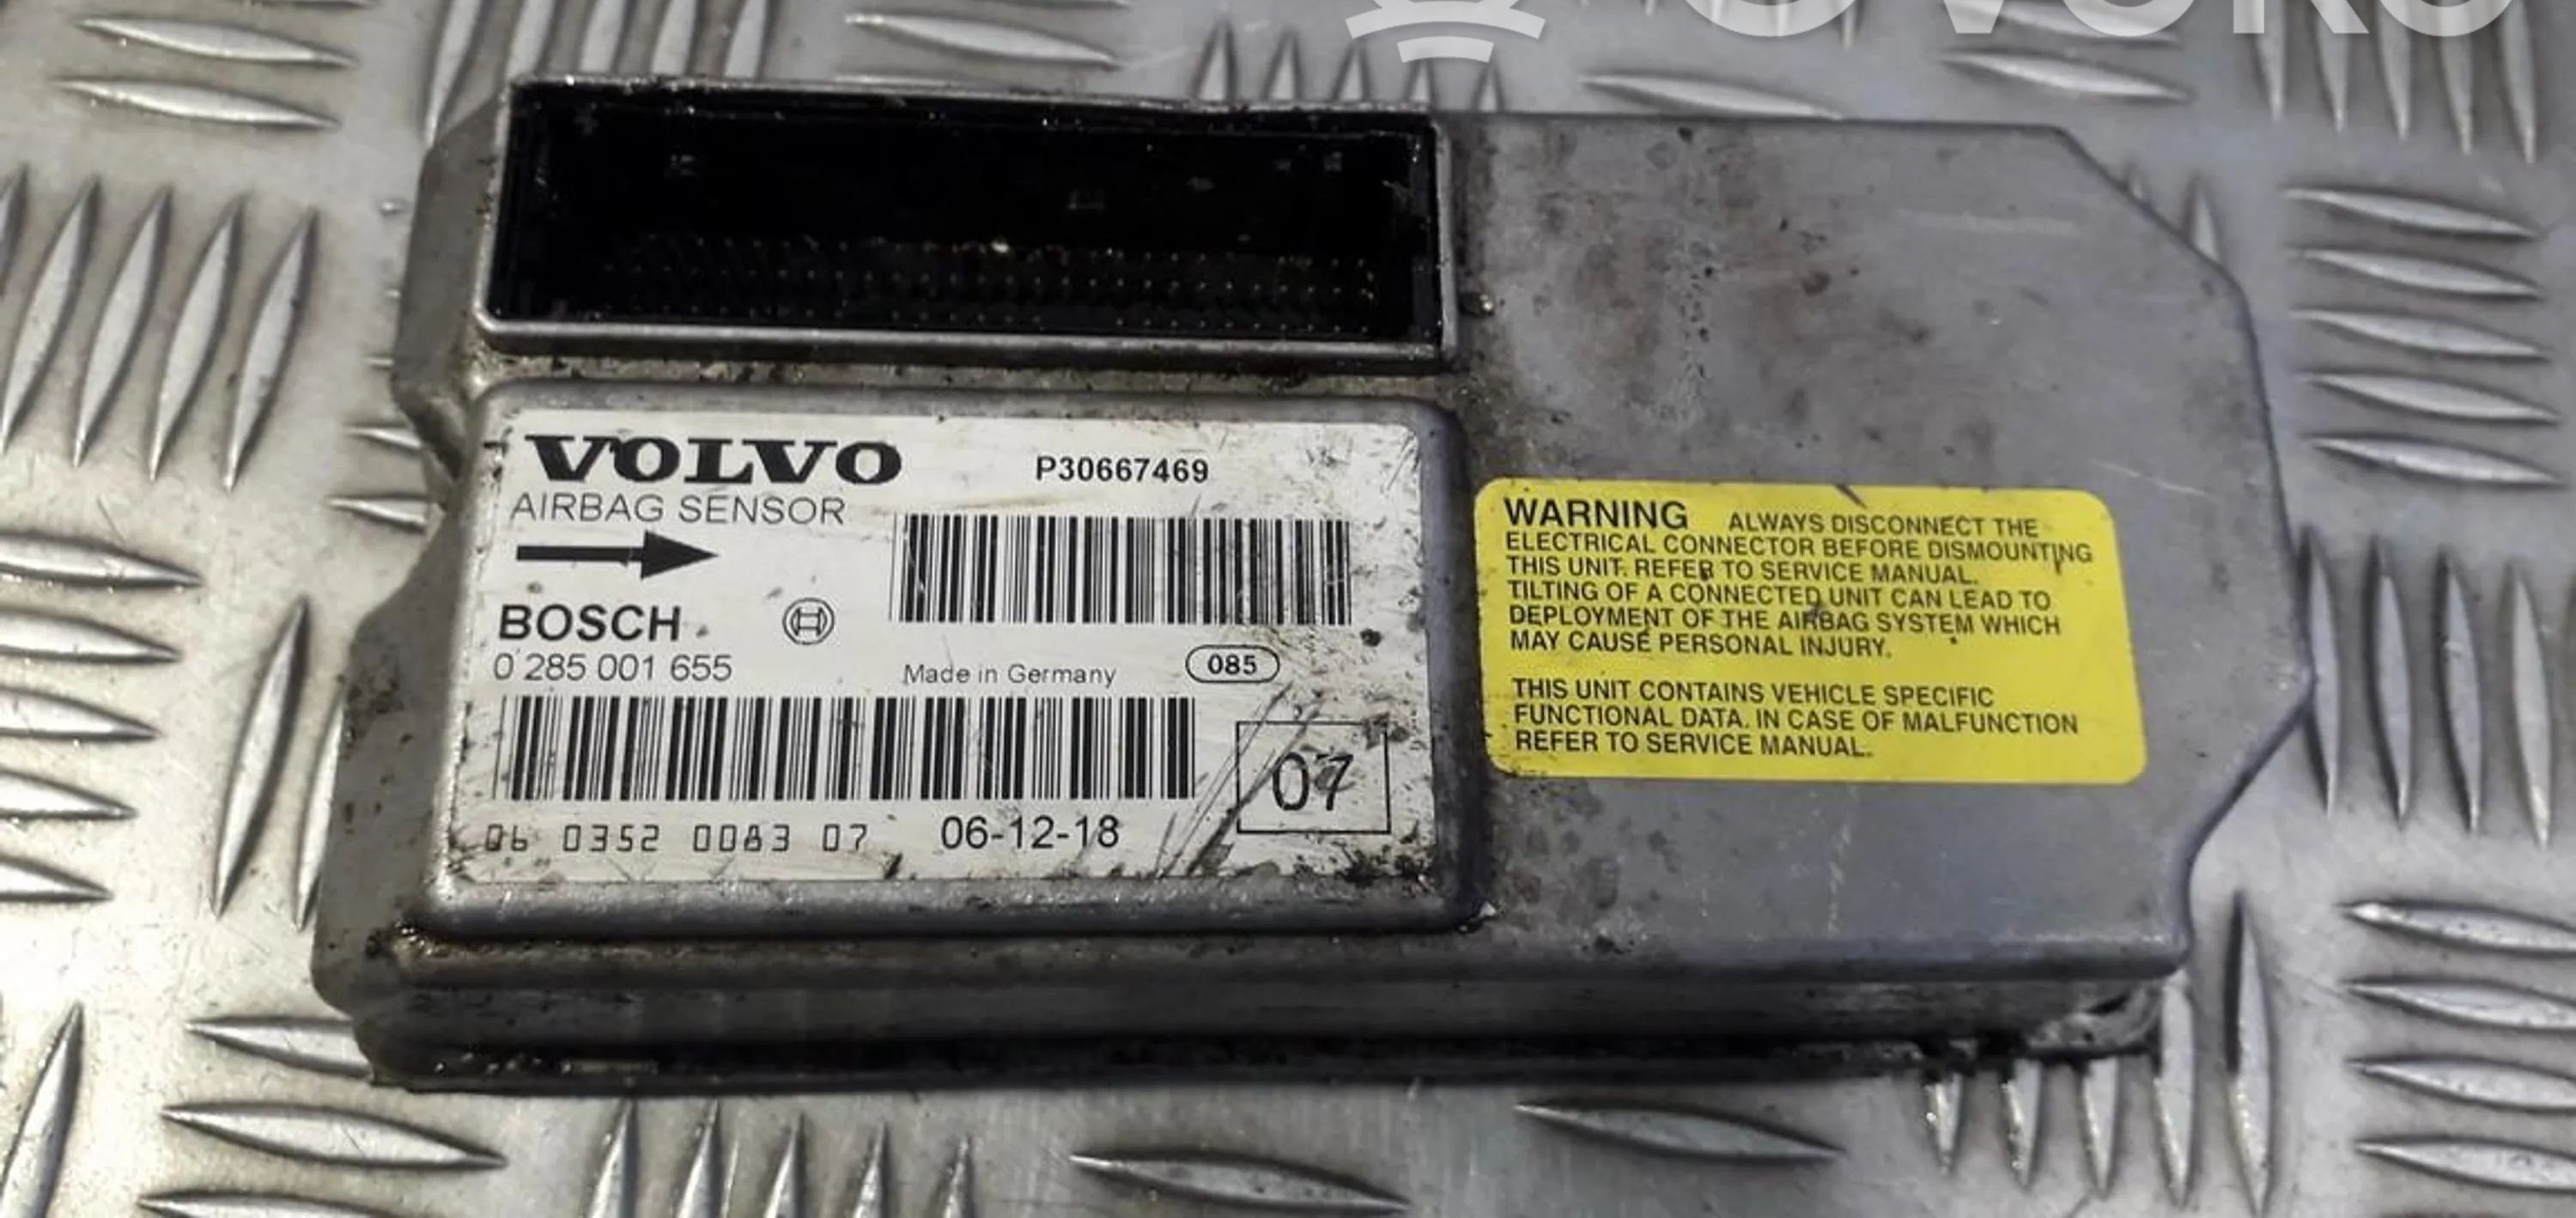 OVOKO
VOLVO
P30667469
AIRBAG SENSOR
BOSCH
0 285 001 655
Made in Germany
085
07
06 0352 0083 07
06-12-18
WARNING ALWAYS DISCONNECT THE
ELECTRICAL CONNECTOR BEFORE DISMOUNTING
THIS UNIT. REFER TO SERVICE MANUAL.
TILTING OF A CONNECTED UNIT CAN LEAD TO
DEPLOYMENT OF THE AIRBAG SYSTEM WHICH
MAY CAUSE PERSONAL INJURY.
THIS UNIT CONTAINS VEHICLE SPECIFIC
FUNCTIONAL DATA. IN CASE OF MALFUNCTION
REFER TO SERVICE MANUAL.